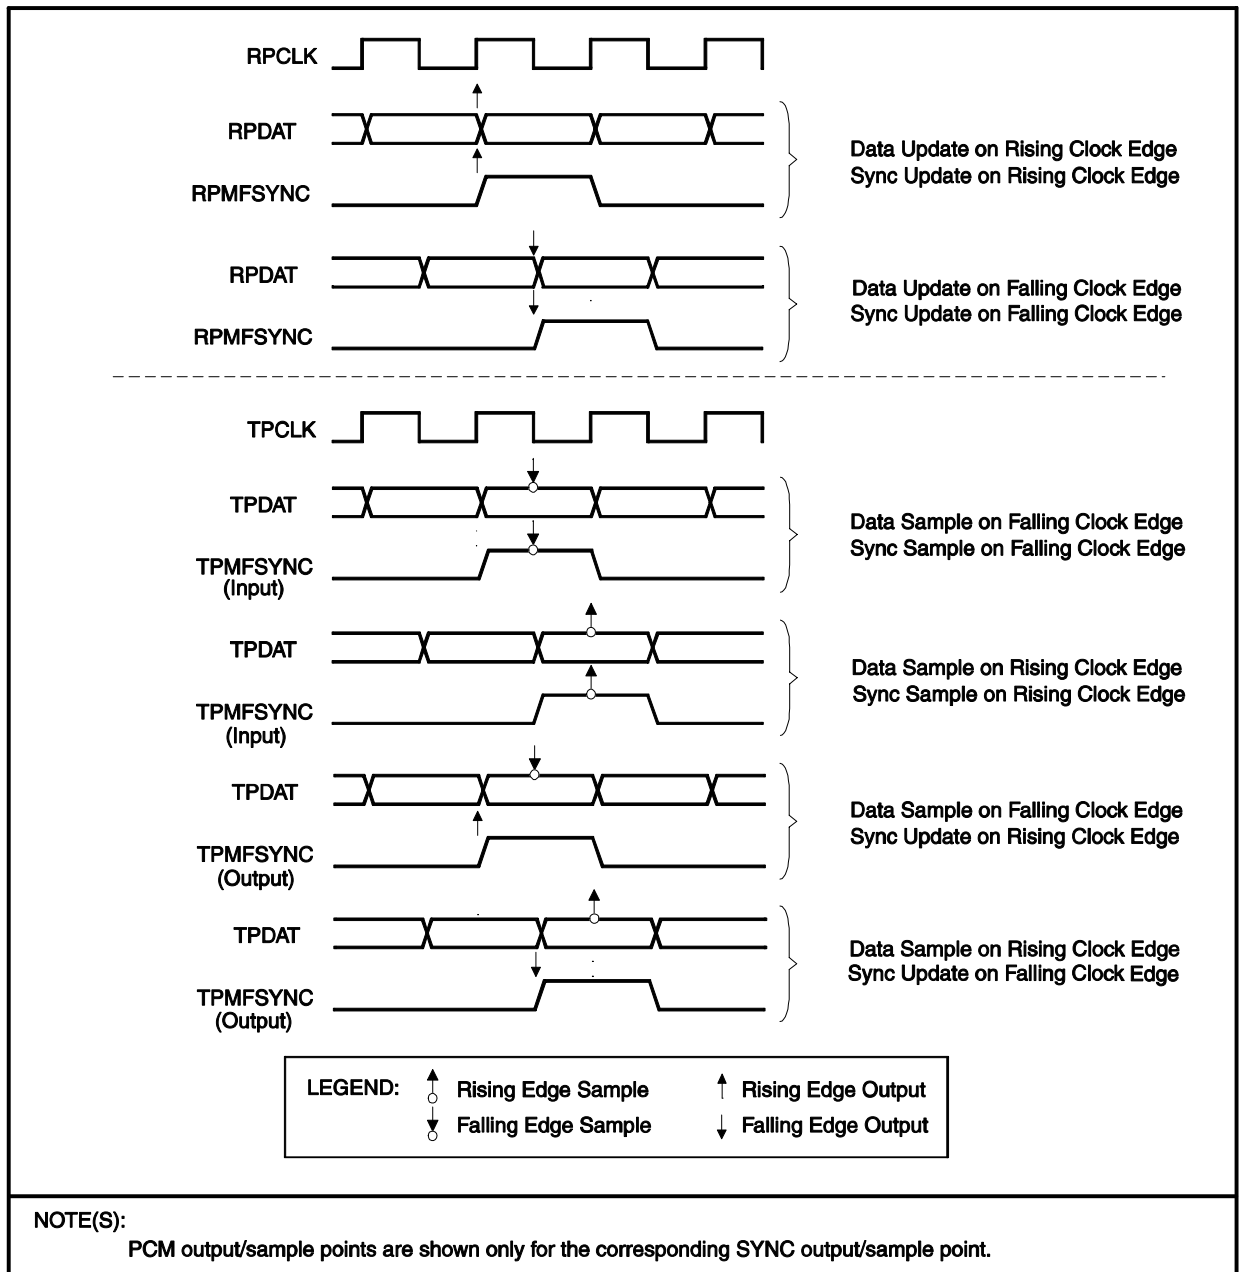 RPCLK
RPDAT
RPMFSYNC
Data Update on Rising Clock Edge
Sync Update on Rising Clock Edge
RPDAT
RPMFSYNC
Data Update on Falling Clock Edge
Sync Update on Falling Clock Edge
TPCLK
TPDAT
TPMFSYNC
(Input)
Data Sample on Falling Clock Edge
Sync Sample on Falling Clock Edge
TPDAT
TPMFSYNC
(Input)
Data Sample on Rising Clock Edge
Sync Sample on Rising Clock Edge
TPDAT
TPMFSYNC
(Output)
Data Sample on Falling Clock Edge
Sync Update on Rising Clock Edge
TPDAT
TPMFSYNC
(Output)
Data Sample on Rising Clock Edge
Sync Update on Falling Clock Edge
LEGEND:
Rising Edge Sample
Rising Edge Output
Falling Edge Sample
Falling Edge Output
NOTE(S):
PCM output/sample points are shown only for the corresponding SYNC output/sample point.